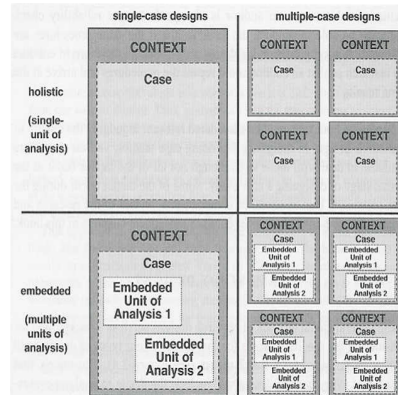 single-case designs
multiple-case designs
holistic
(single-
unit of
analysis)
CONTEXT
Case
CONTEXT
Case
CONTEXT
Case
CONTEXT
Case
CONTEXT
Case
embedded
(multiple
units of
analysis)
CONTEXT
Case
Embedded
Unit of
Analysis 1
Embedded
Unit of
Analysis 2
CONTEXT
Case
Embedded
Unit of
Analysis 1
Embedded
Unit of
Analysis 2
CONTEXT
Case
Embedded
Unit of
Analysis 1
Embedded
Unit of
Analysis 2
CONTEXT
Case
Embedded
Unit of
Analysis 1
Embedded
Unit of
Analysis 2
CONTEXT
Case
Embedded
Unit of
Analysis 1
Embedded
Unit of
Analysis 2